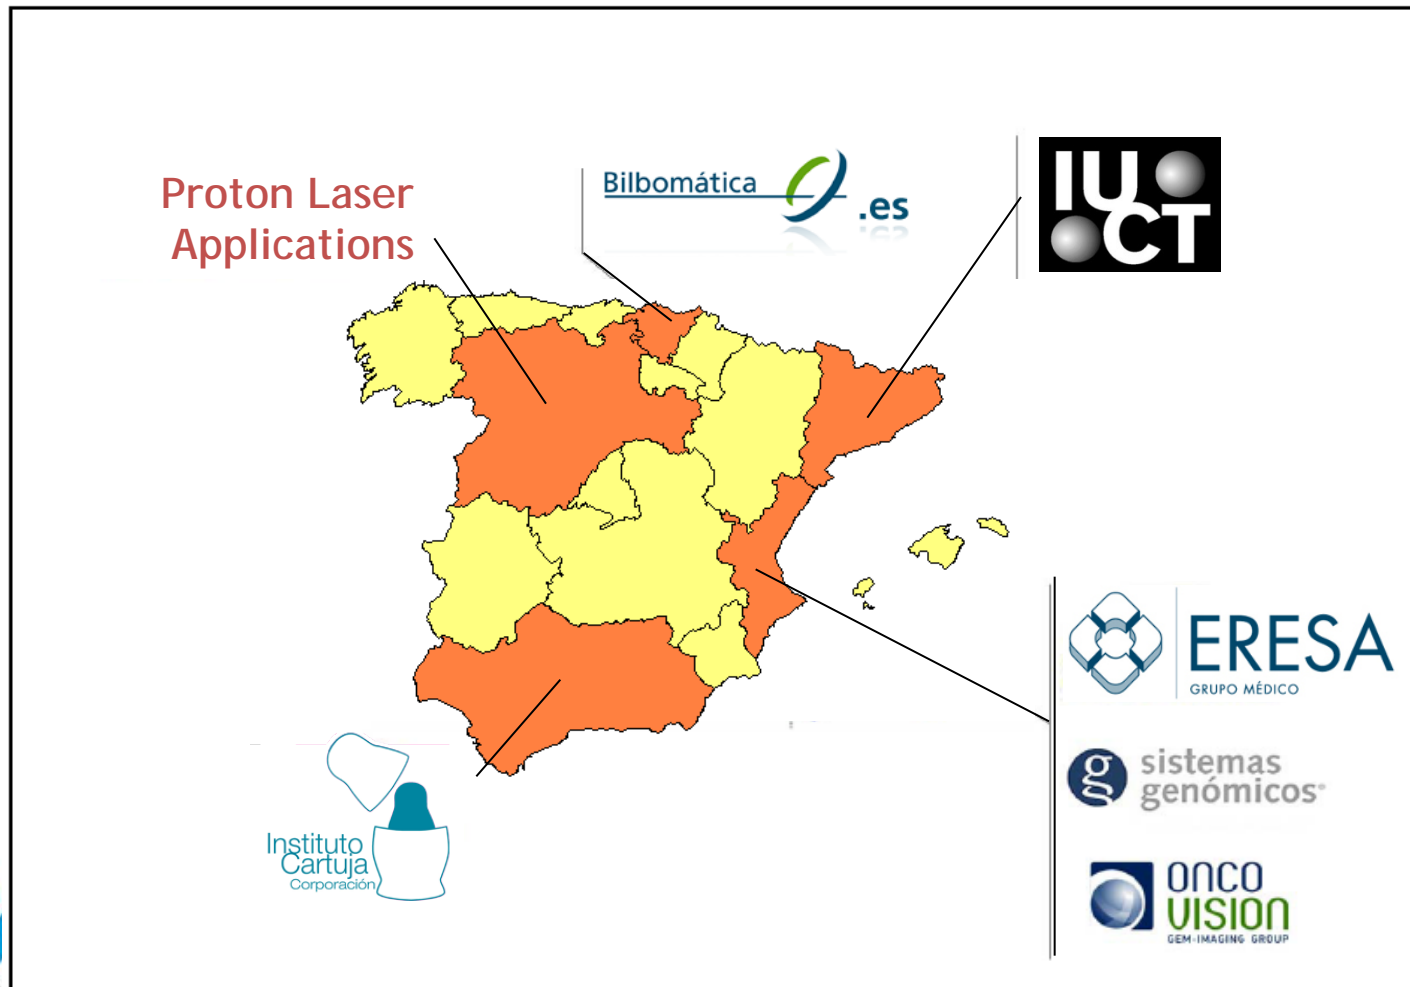 Proton Laser
Applications
Bilbomática
.es
IU
CT
ERESA
GRUPO MÉDICO
g
sistemas
genómicos®
ONCO
VISION
GEM-IMAGING GROUP
Instituto
Cartuja
Corporación